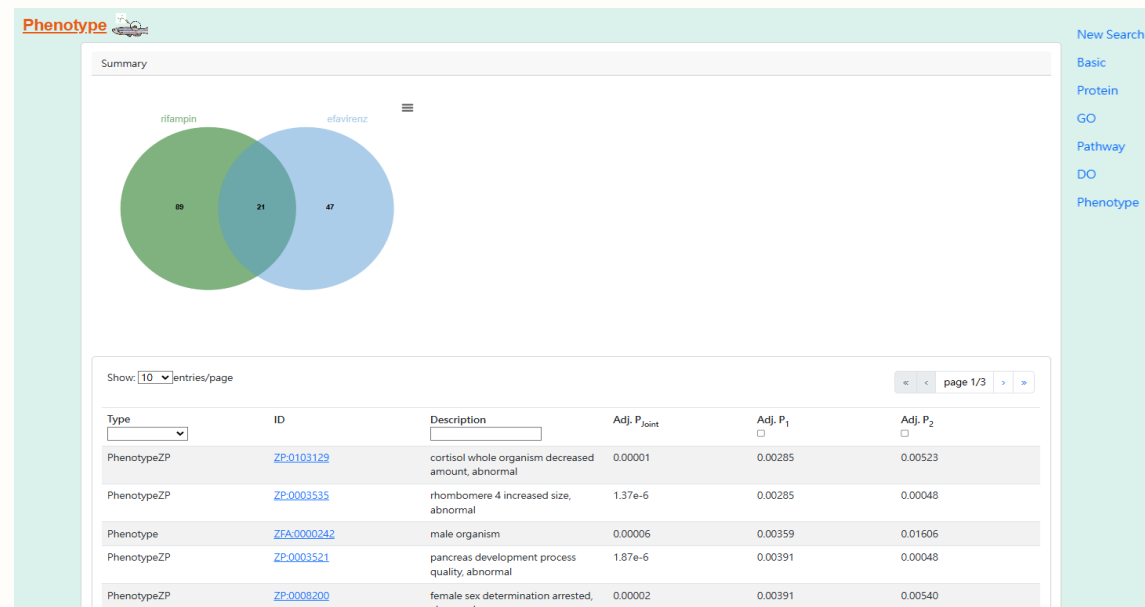 Phenotype
New Search
Basic
Protein
GO
Pathway
DO
Phenotype
Summary
rifampin
efavirenz
89
21
47
Show: 10 entries/page
« ‹ page 1/3 › »
Type ID Description Adj. PJoint Adj. P1 Adj. P2
PhenotypeZP ZP:0103129 cortisol whole organism decreased 0.00001 0.00285 0.00523
amount, abnormal
PhenotypeZP ZP:0003535 rhombomere 4 increased size, 1.37e-6 0.00285 0.00048
abnormal
Phenotype ZFA:0000242 male organism 0.00006 0.00359 0.01606
PhenotypeZP ZP:0003521 pancreas development process 1.87e-6 0.00391 0.00048
quality, abnormal
PhenotypeZP ZP:0008200 female sex determination arrested, 0.00002 0.00391 0.00540